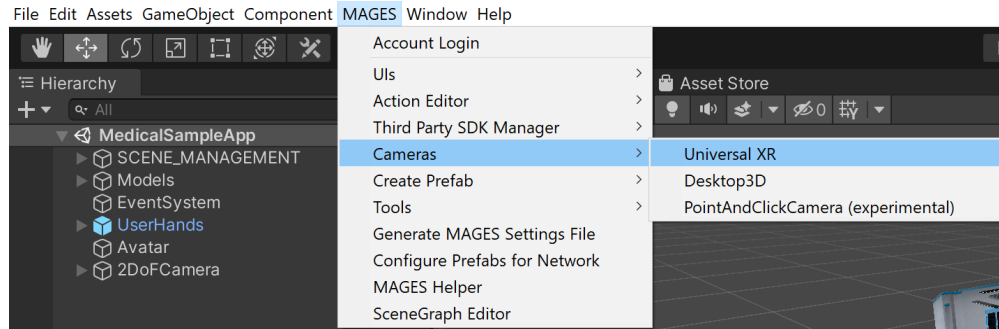 File Edit Assets GameObject Component MAGES Window Help
Hierarchy
All
MedicalSampleApp
SCENE_MANAGEMENT
Models
EventSystem
UserHands
Avatar
2DoFCamera
Account Login
UIs
Action Editor
Third Party SDK Manager
Cameras
Create Prefab
Tools
Generate MAGES Settings File
Configure Prefabs for Network
MAGES Helper
SceneGraph Editor
Asset Store
0
Universal XR
Desktop3D
PointAndClickCamera (experimental)